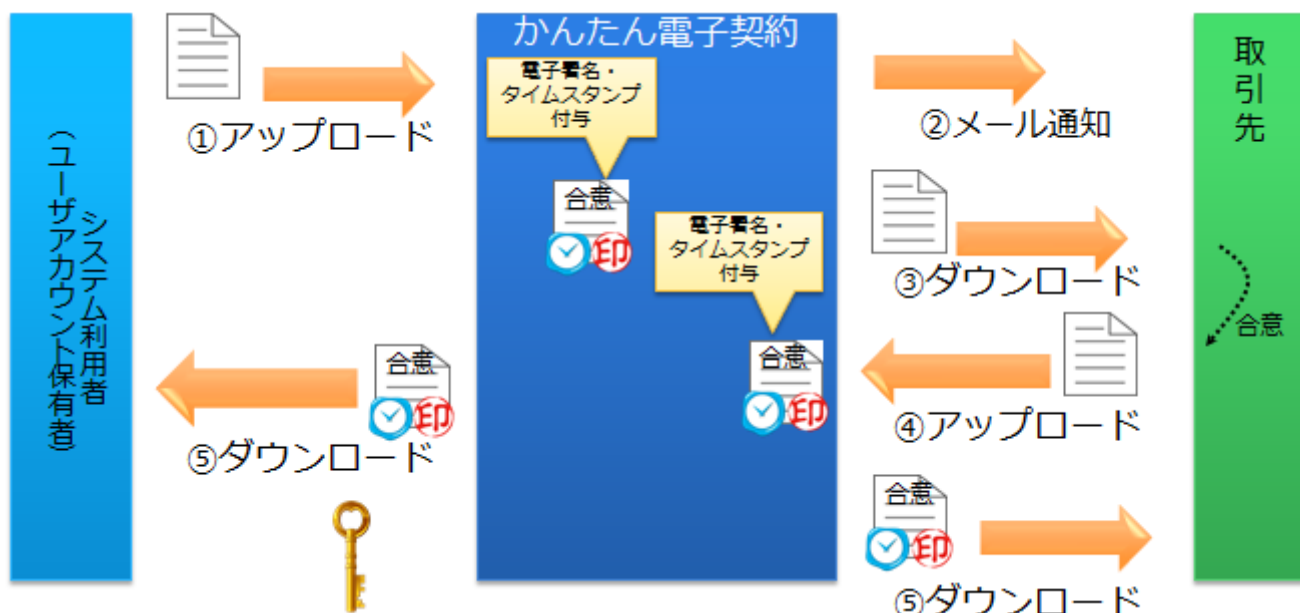 システム利用者
（ユーザアカウント保有者）
①アップロード
かんたん電子契約
電子署名・
タイムスタンプ
付与
合意
印
電子署名・
タイムスタンプ
付与
合意
印
②メール通知
③ダウンロード
取引先
合意
④アップロード
合意
印
⑤ダウンロード
合意
印
⑤ダウンロード